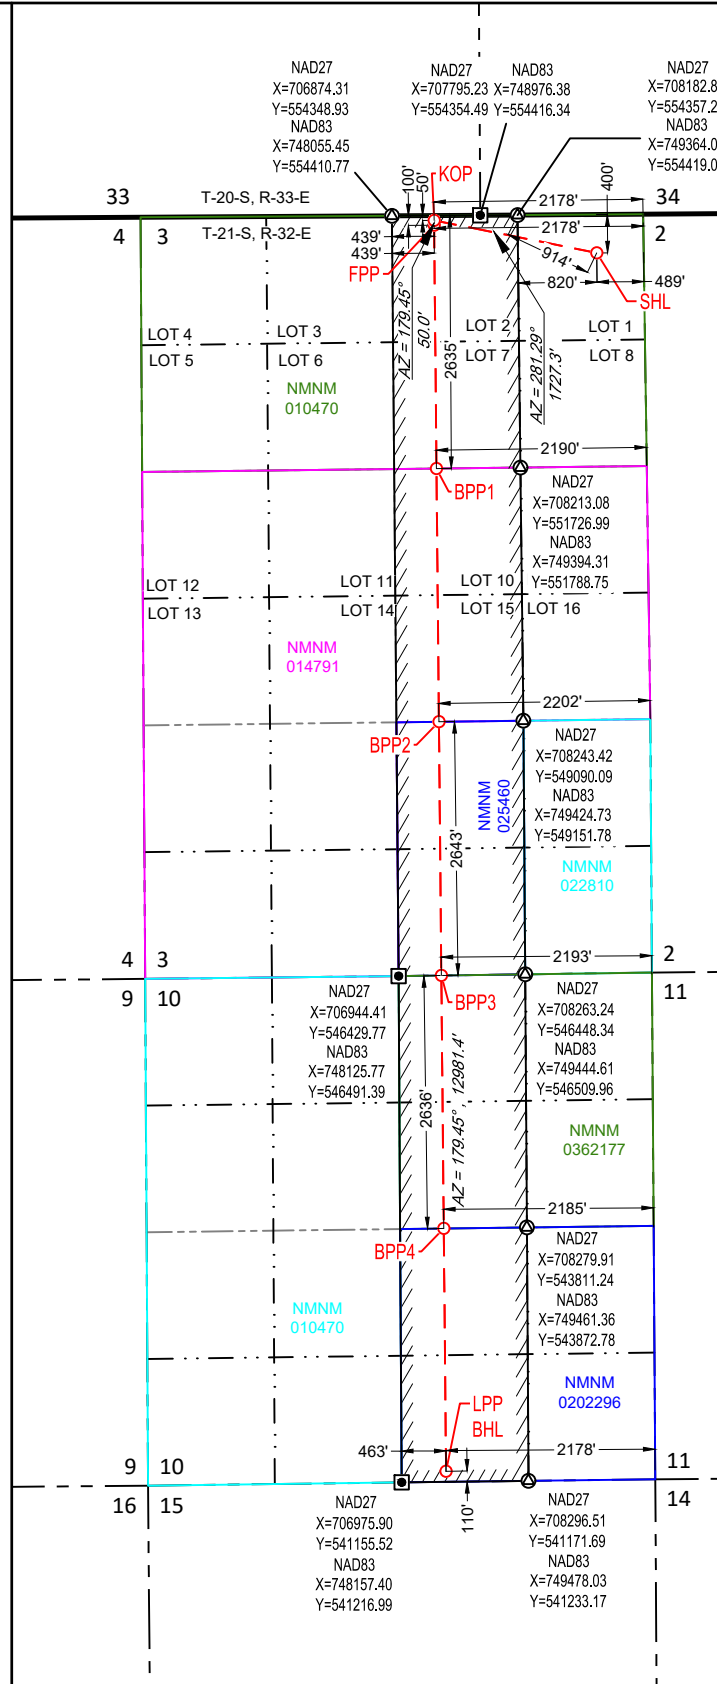 NAD27
X=706874.31
Y=554348.93
NAD83
X=748055.45
Y=554410.77
NAD27
X=707795.23
Y=554354.49
NAD83
X=748976.38
Y=554416.34
NAD27
X=708182.8
Y=554357.2
NAD83
X=749364.0
Y=554419.0
100'
50'
KOP
2178'
400'
33
T-20-S, R-33-E
34
4
3
T-21-S, R-32-E
2178'
2
439'
439'
FPP
914'
820'
489'
SHL
AZ = 179.45°
50.0'
2635'
AZ = 281.29°
1727.3'
LOT 4
LOT 3
LOT 2
LOT 1
LOT 5
LOT 6
LOT 7
LOT 8
NMNM
010470
2190'
BPP1
NAD27
X=708213.08
Y=551726.99
NAD83
X=749394.31
Y=551788.75
LOT 12
LOT 11
LOT 10
LOT 13
LOT 14
LOT 15
LOT 16
NMNM
014791
2202'
BPP2
NAD27
X=708243.42
Y=549090.09
NAD83
X=749424.73
Y=549151.78
NMNM
025460
2643'
NMNM
022810
2193'
4
3
2
9
10
BPP3
11
NAD27
X=706944.41
Y=546429.77
NAD83
X=748125.77
Y=546491.39
NAD27
X=708263.24
Y=546448.34
NAD83
X=749444.61
Y=546509.96
2636'
AZ = 179.45°, 12981.4'
NMNM
0362177
2185'
BPP4
NAD27
X=708279.91
Y=543811.24
NAD83
X=749461.36
Y=543872.78
NMNM
010470
NMNM
0202296
LPP
BHL
463'
2178'
9
10
11
16
15
14
110'
NAD27
X=706975.90
Y=541155.52
NAD83
X=748157.40
Y=541216.99
NAD27
X=708296.51
Y=541171.69
NAD83
X=749478.03
Y=541233.17